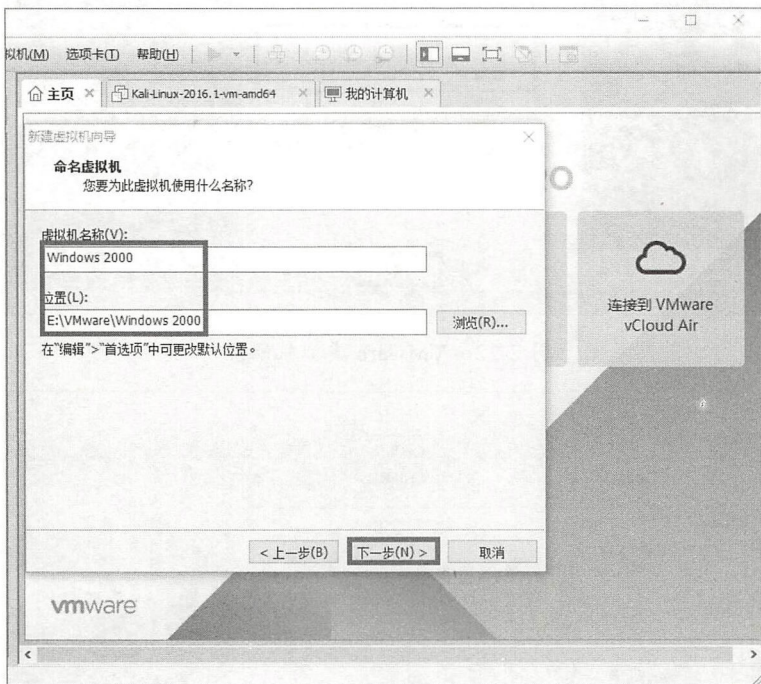 拟机(M) 选项卡(T) 帮助(H)
主页 × Kali-Linux-2016.1-vm-amd64 × 我的计算机 ×
新建虚拟机向导
命名虚拟机
您要为此虚拟机使用什么名称?
虚拟机名称(V):
Windows 2000
位置(L):
E:\VMware\Windows 2000
浏览(R)...
在"编辑">"首选项"中可更改默认位置。
< 上一步(B) 下一步(N) > 取消
连接到 VMware
vCloud Air
vmware